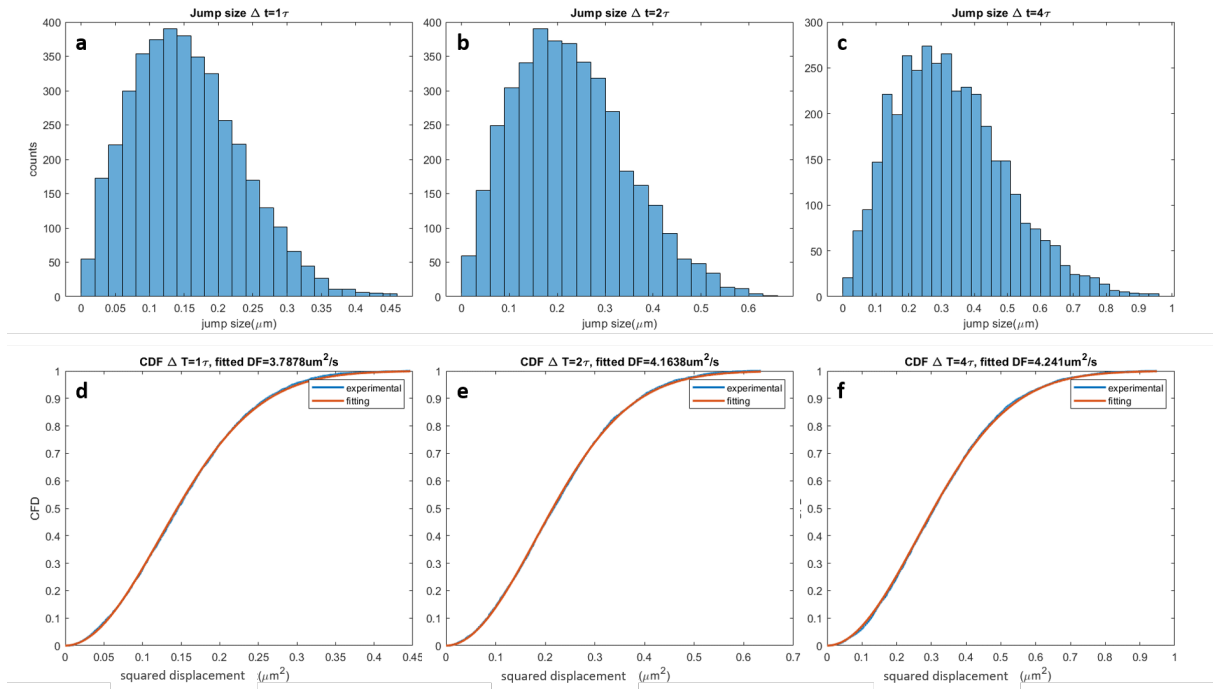 Jump size Δ t=1τ
a
400
350
300
250
200
150
100
50
0
counts
0 0.05 0.1 0.15 0.2 0.25 0.3 0.35 0.4 0.45
jump size(μm)
Jump size Δ t=2τ
b
400
350
300
250
200
150
100
50
0
0 0.1 0.2 0.3 0.4 0.5 0.6
jump size(μm)
Jump size Δ t=4τ
c
300
250
200
150
100
50
0
0 0.1 0.2 0.3 0.4 0.5 0.6 0.7 0.8 0.9 1
jump size(μm)
CDF Δ T=1τ, fitted DF=3.7878um²/s
d
experimental
fitting
1
0.9
0.8
0.7
0.6
0.5
0.4
0.3
0.2
0.1
0
CFD
0 0.05 0.1 0.15 0.2 0.25 0.3 0.35 0.4 0.45
squared displacement (μm²)
CDF Δ T=2τ, fitted DF=4.1638um²/s
e
experimental
fitting
1
0.9
0.8
0.7
0.6
0.5
0.4
0.3
0.2
0.1
0
0 0.1 0.2 0.3 0.4 0.5 0.6 0.7
squared displacement (μm²)
CDF Δ T=4τ, fitted DF=4.241um²/s
f
experimental
fitting
1
0.9
0.8
0.7
0.6
0.5
0.4
0.3
0.2
0.1
0
0 0.1 0.2 0.3 0.4 0.5 0.6 0.7 0.8 0.9 1
squared displacement (μm²)